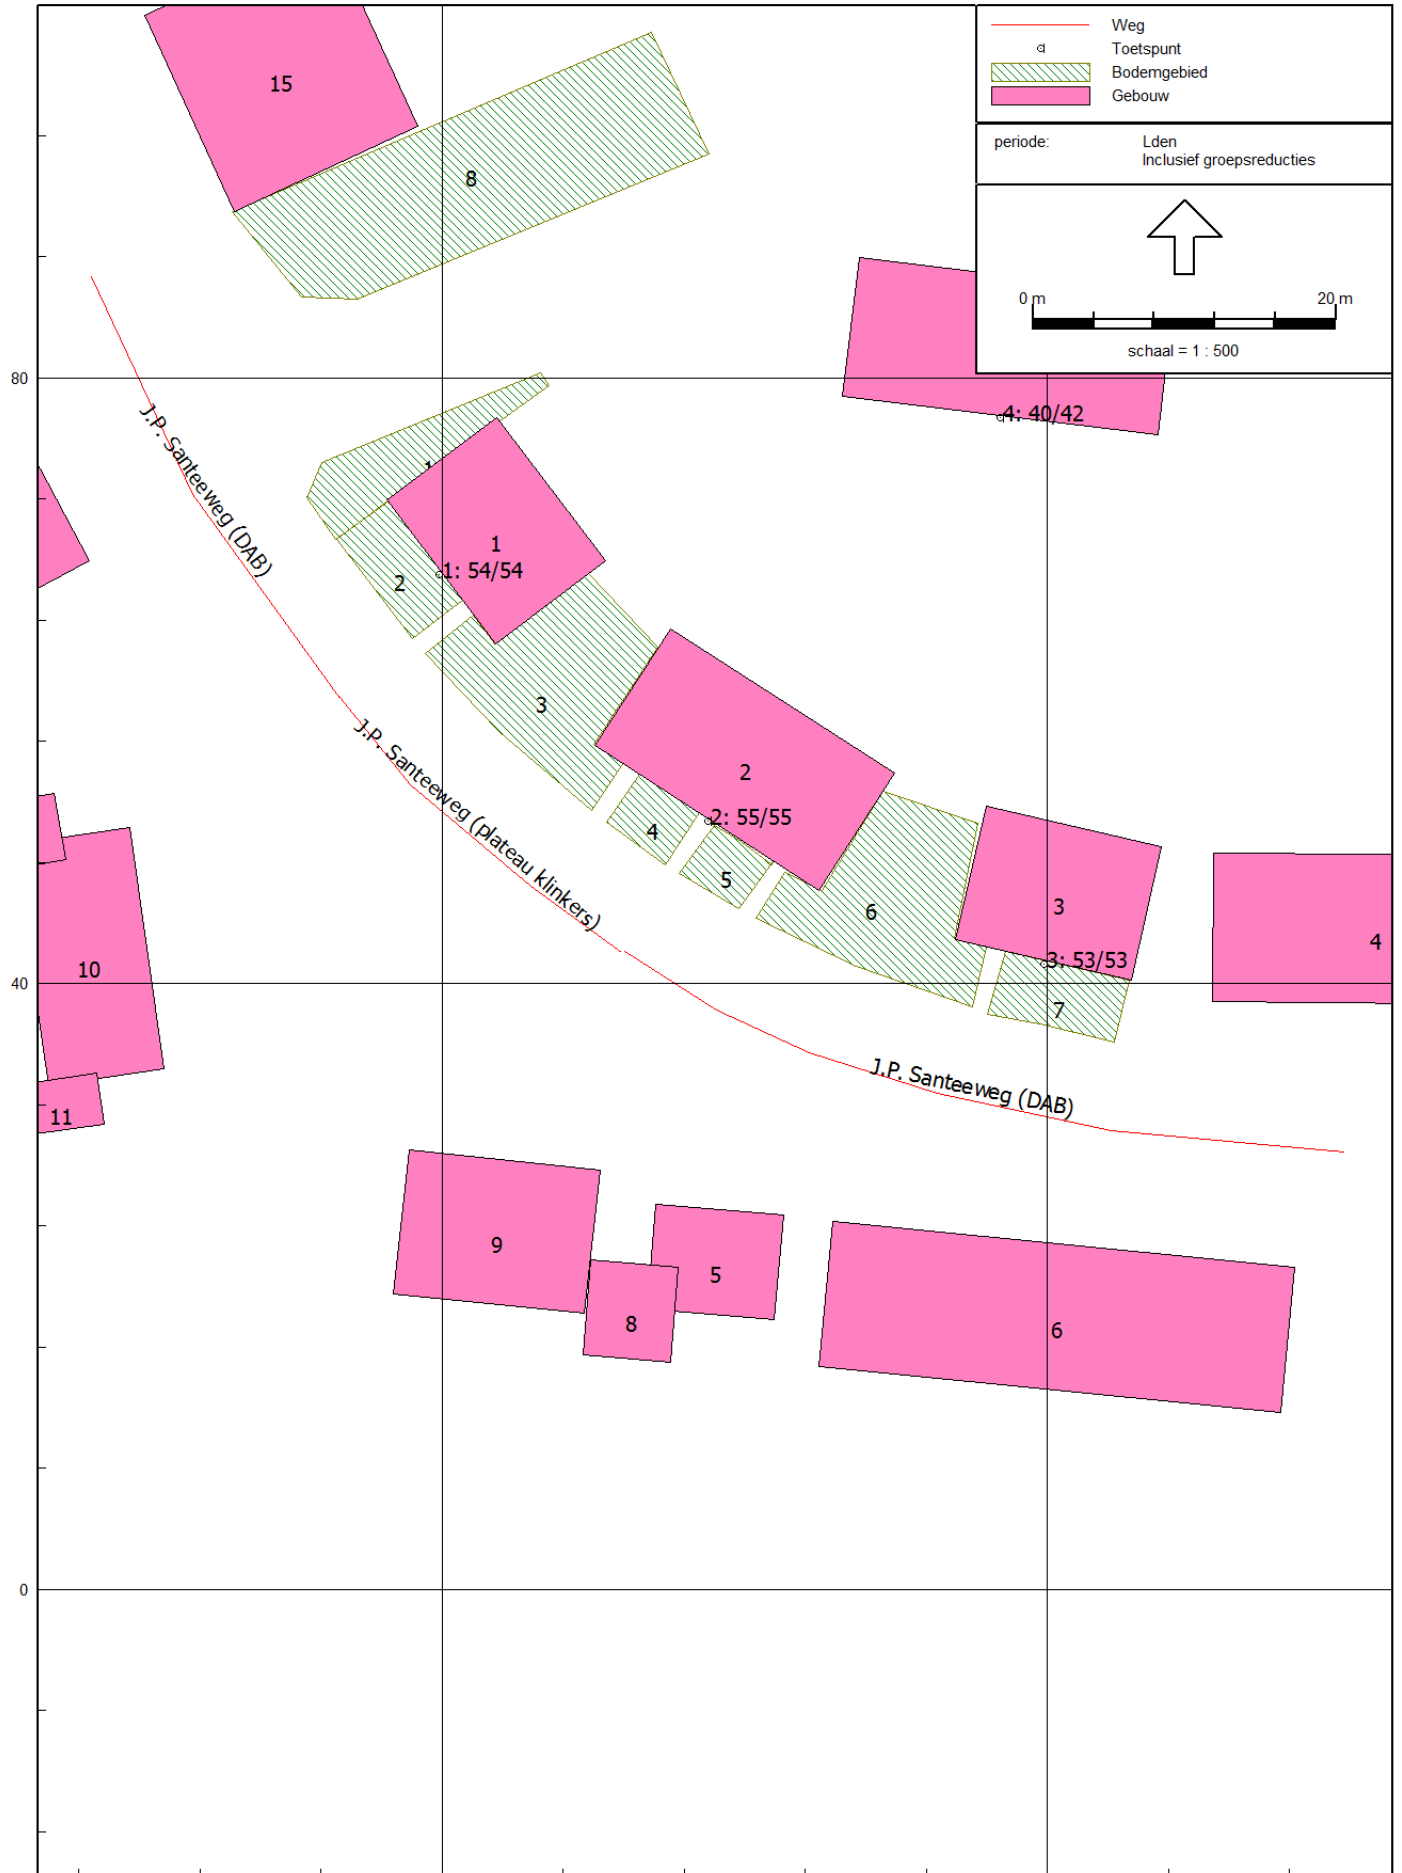 Weg
Toetspunt
Bodemgebied
Gebouw
periode: Lden
Inclusief groepsreducties
0 m 20 m
schaal = 1 : 500
15
8
80
4: 40/42
J.P. Santeeweg (DAB)
1
1
1: 54/54
2
3
J.P. Santeeweg (plateau klinkers)
2
2: 55/55
4
5
6
3
3: 53/53
4
10
40
7
J.P. Santeeweg (DAB)
11
9
5
8
6
0